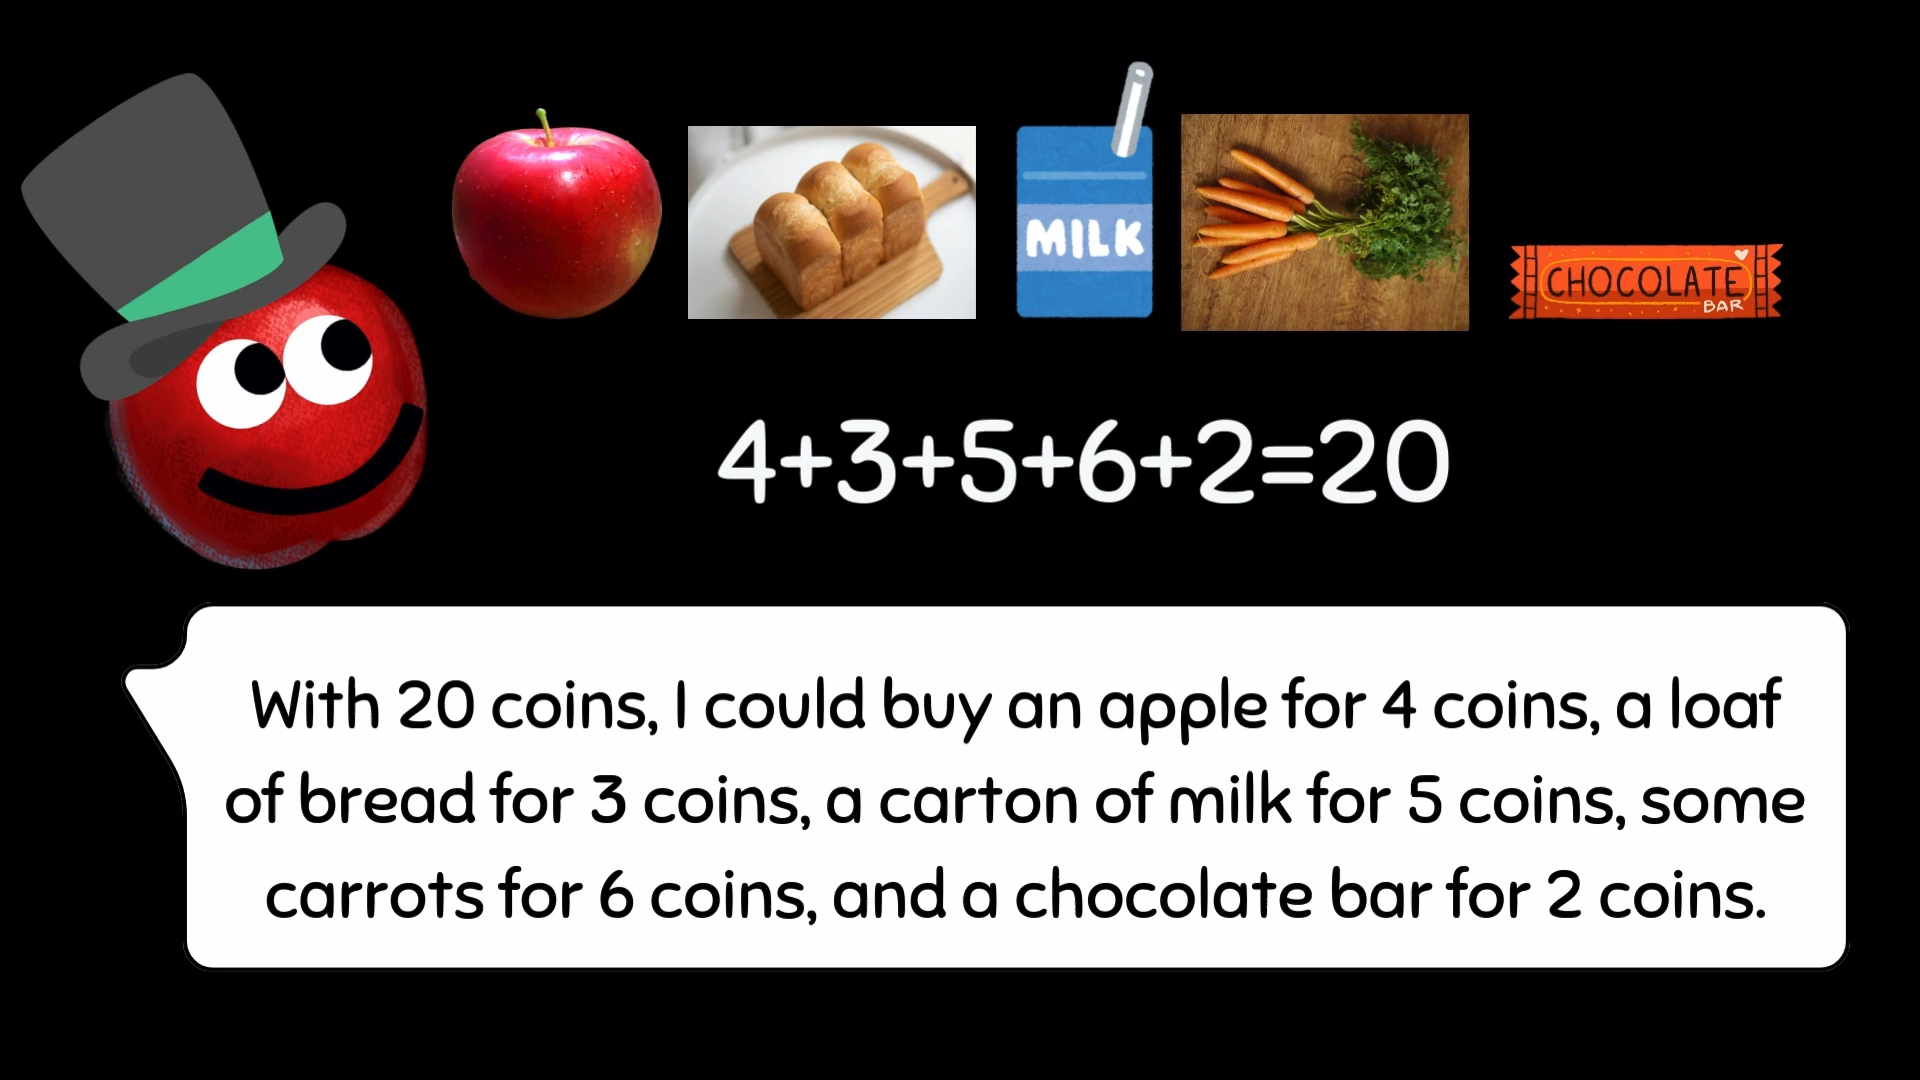 MILK
CHOCOLATE
BAR
4+3+5+6+2=20
With 20 coins, I could buy an apple for 4 coins, a loaf
of bread for 3 coins, a carton of milk for 5 coins, some
carrots for 6 coins, and a chocolate bar for 2 coins.